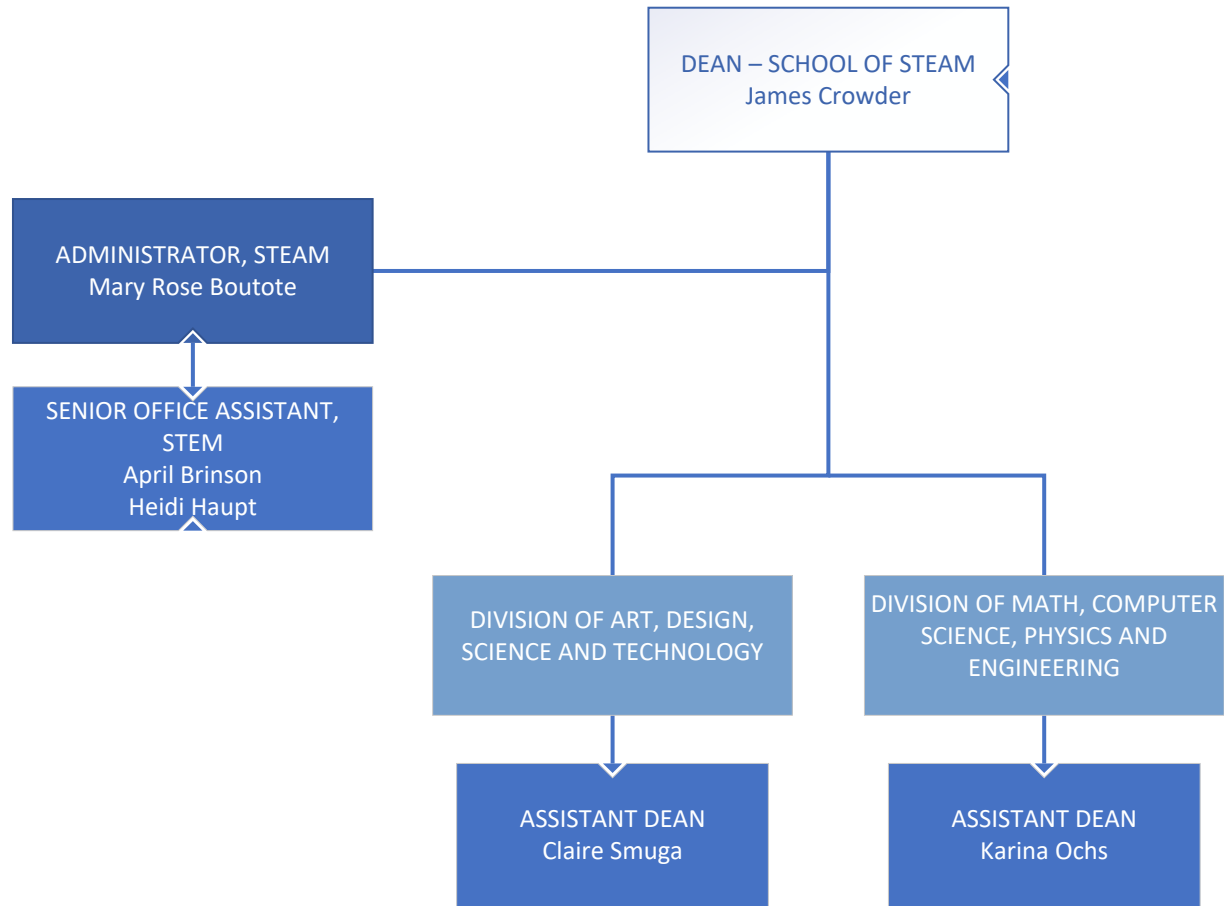 DEAN – SCHOOL OF STEAM
James Crowder
ADMINISTRATOR, STEAM
Mary Rose Boutote
SENIOR OFFICE ASSISTANT,
STEM
April Brinson
Heidi Haupt
DIVISION OF ART, DESIGN,
SCIENCE AND TECHNOLOGY
DIVISION OF MATH, COMPUTER
SCIENCE, PHYSICS AND
ENGINEERING
ASSISTANT DEAN
Claire Smuga
ASSISTANT DEAN
Karina Ochs